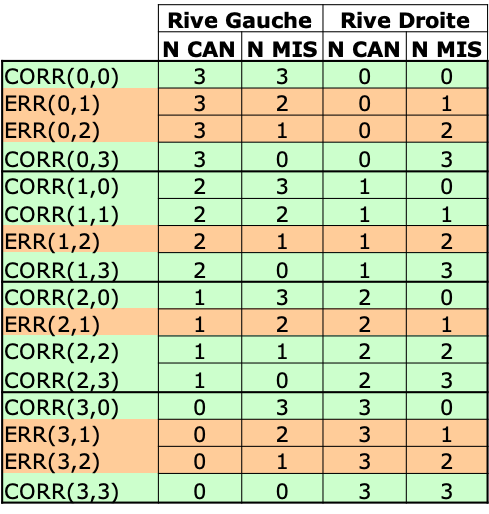 Rive Gauche Rive Droite
N CAN N MIS N CAN N MIS
CORR(0,0) 3 3 0 0
ERR(0,1) 3 2 0 1
ERR(0,2) 3 1 0 2
CORR(0,3) 3 0 0 3
CORR(1,0) 2 3 1 0
CORR(1,1) 2 2 1 1
ERR(1,2) 2 1 1 2
CORR(1,3) 2 0 1 3
CORR(2,0) 1 3 2 0
ERR(2,1) 1 2 2 1
CORR(2,2) 1 1 2 2
CORR(2,3) 1 0 2 3
CORR(3,0) 0 3 3 0
ERR(3,1) 0 2 3 1
ERR(3,2) 0 1 3 2
CORR(3,3) 0 0 3 3